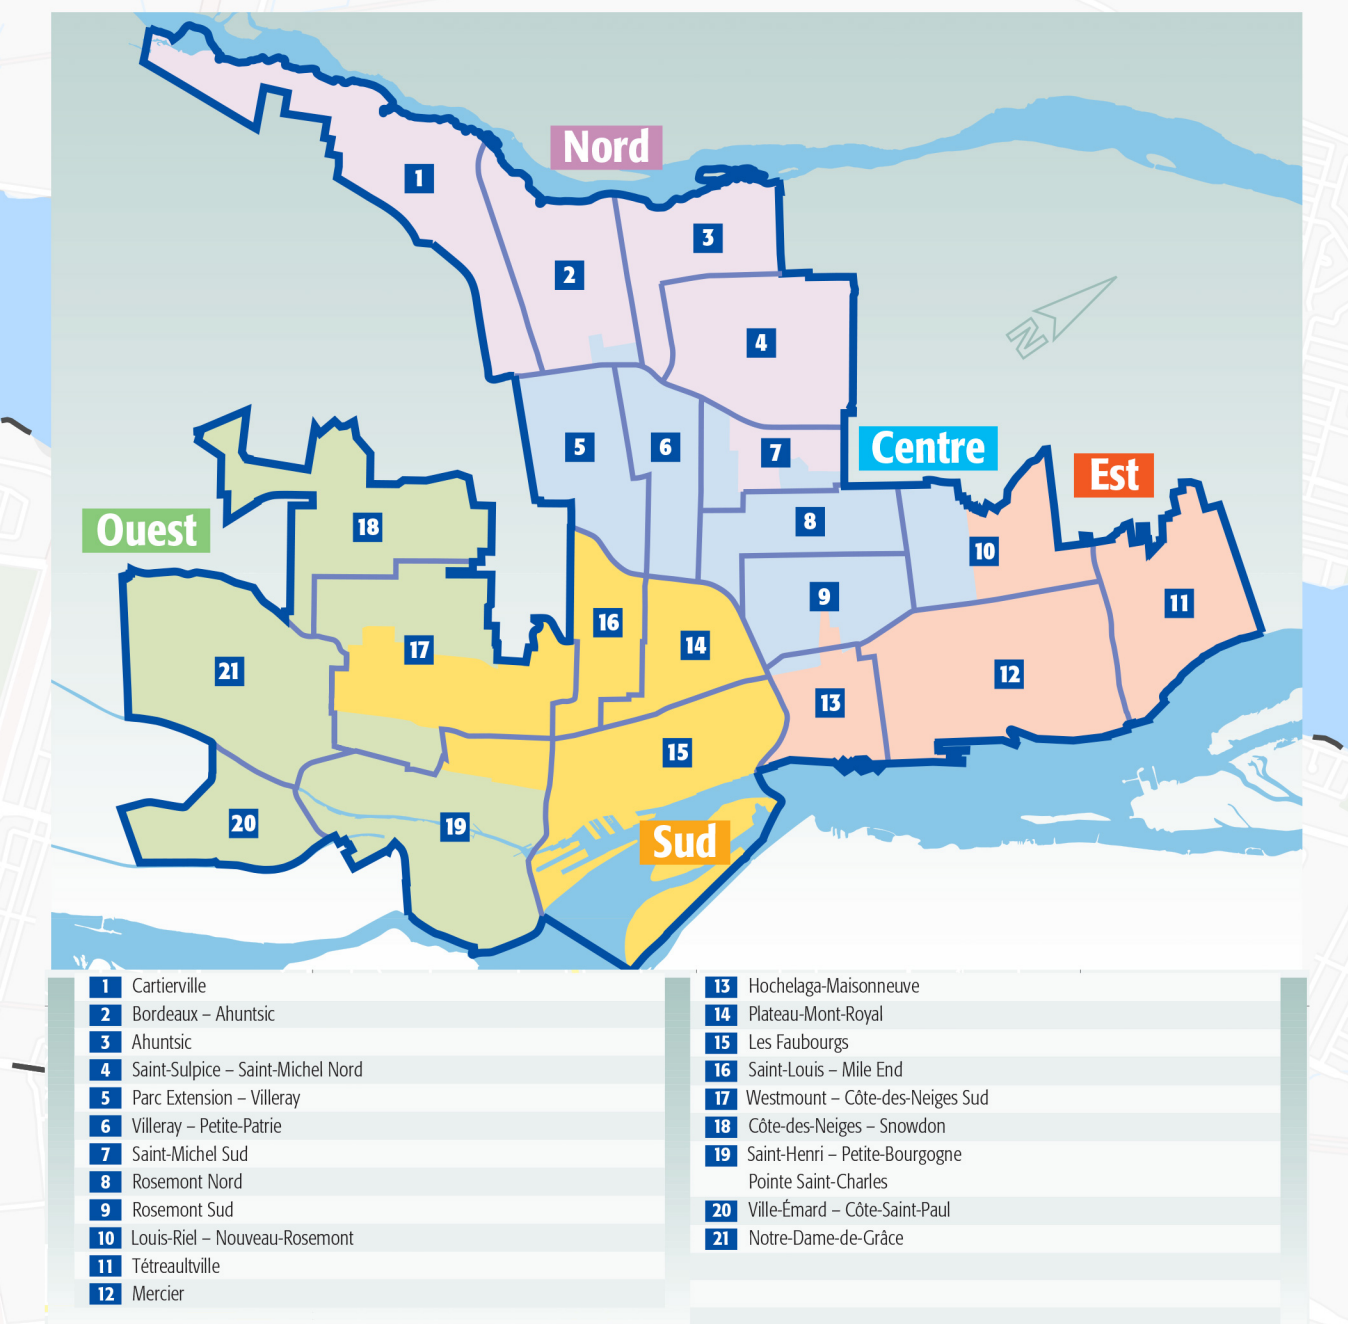 Nord
1
3
2
4
Centre
Est
5
6
7
Ouest
18
8
10
9
11
16
17
14
21
12
13
15
20
19
Sud
N
1 Cartierville
2 Bordeaux – Ahuntsic
3 Ahuntsic
4 Saint-Sulpice – Saint-Michel Nord
5 Parc Extension – Villeray
6 Villeray – Petite-Patrie
7 Saint-Michel Sud
8 Rosemont Nord
9 Rosemont Sud
10 Louis-Riel – Nouveau-Rosemont
11 Tétreaultville
12 Mercier
13 Hochelaga-Maisonneuve
14 Plateau-Mont-Royal
15 Les Faubourgs
16 Saint-Louis – Mile End
17 Westmount – Côte-des-Neiges Sud
18 Côte-des-Neiges – Snowdon
19 Saint-Henri – Petite-Bourgogne
Pointe Saint-Charles
20 Ville-Émard – Côte-Saint-Paul
21 Notre-Dame-de-Grâce